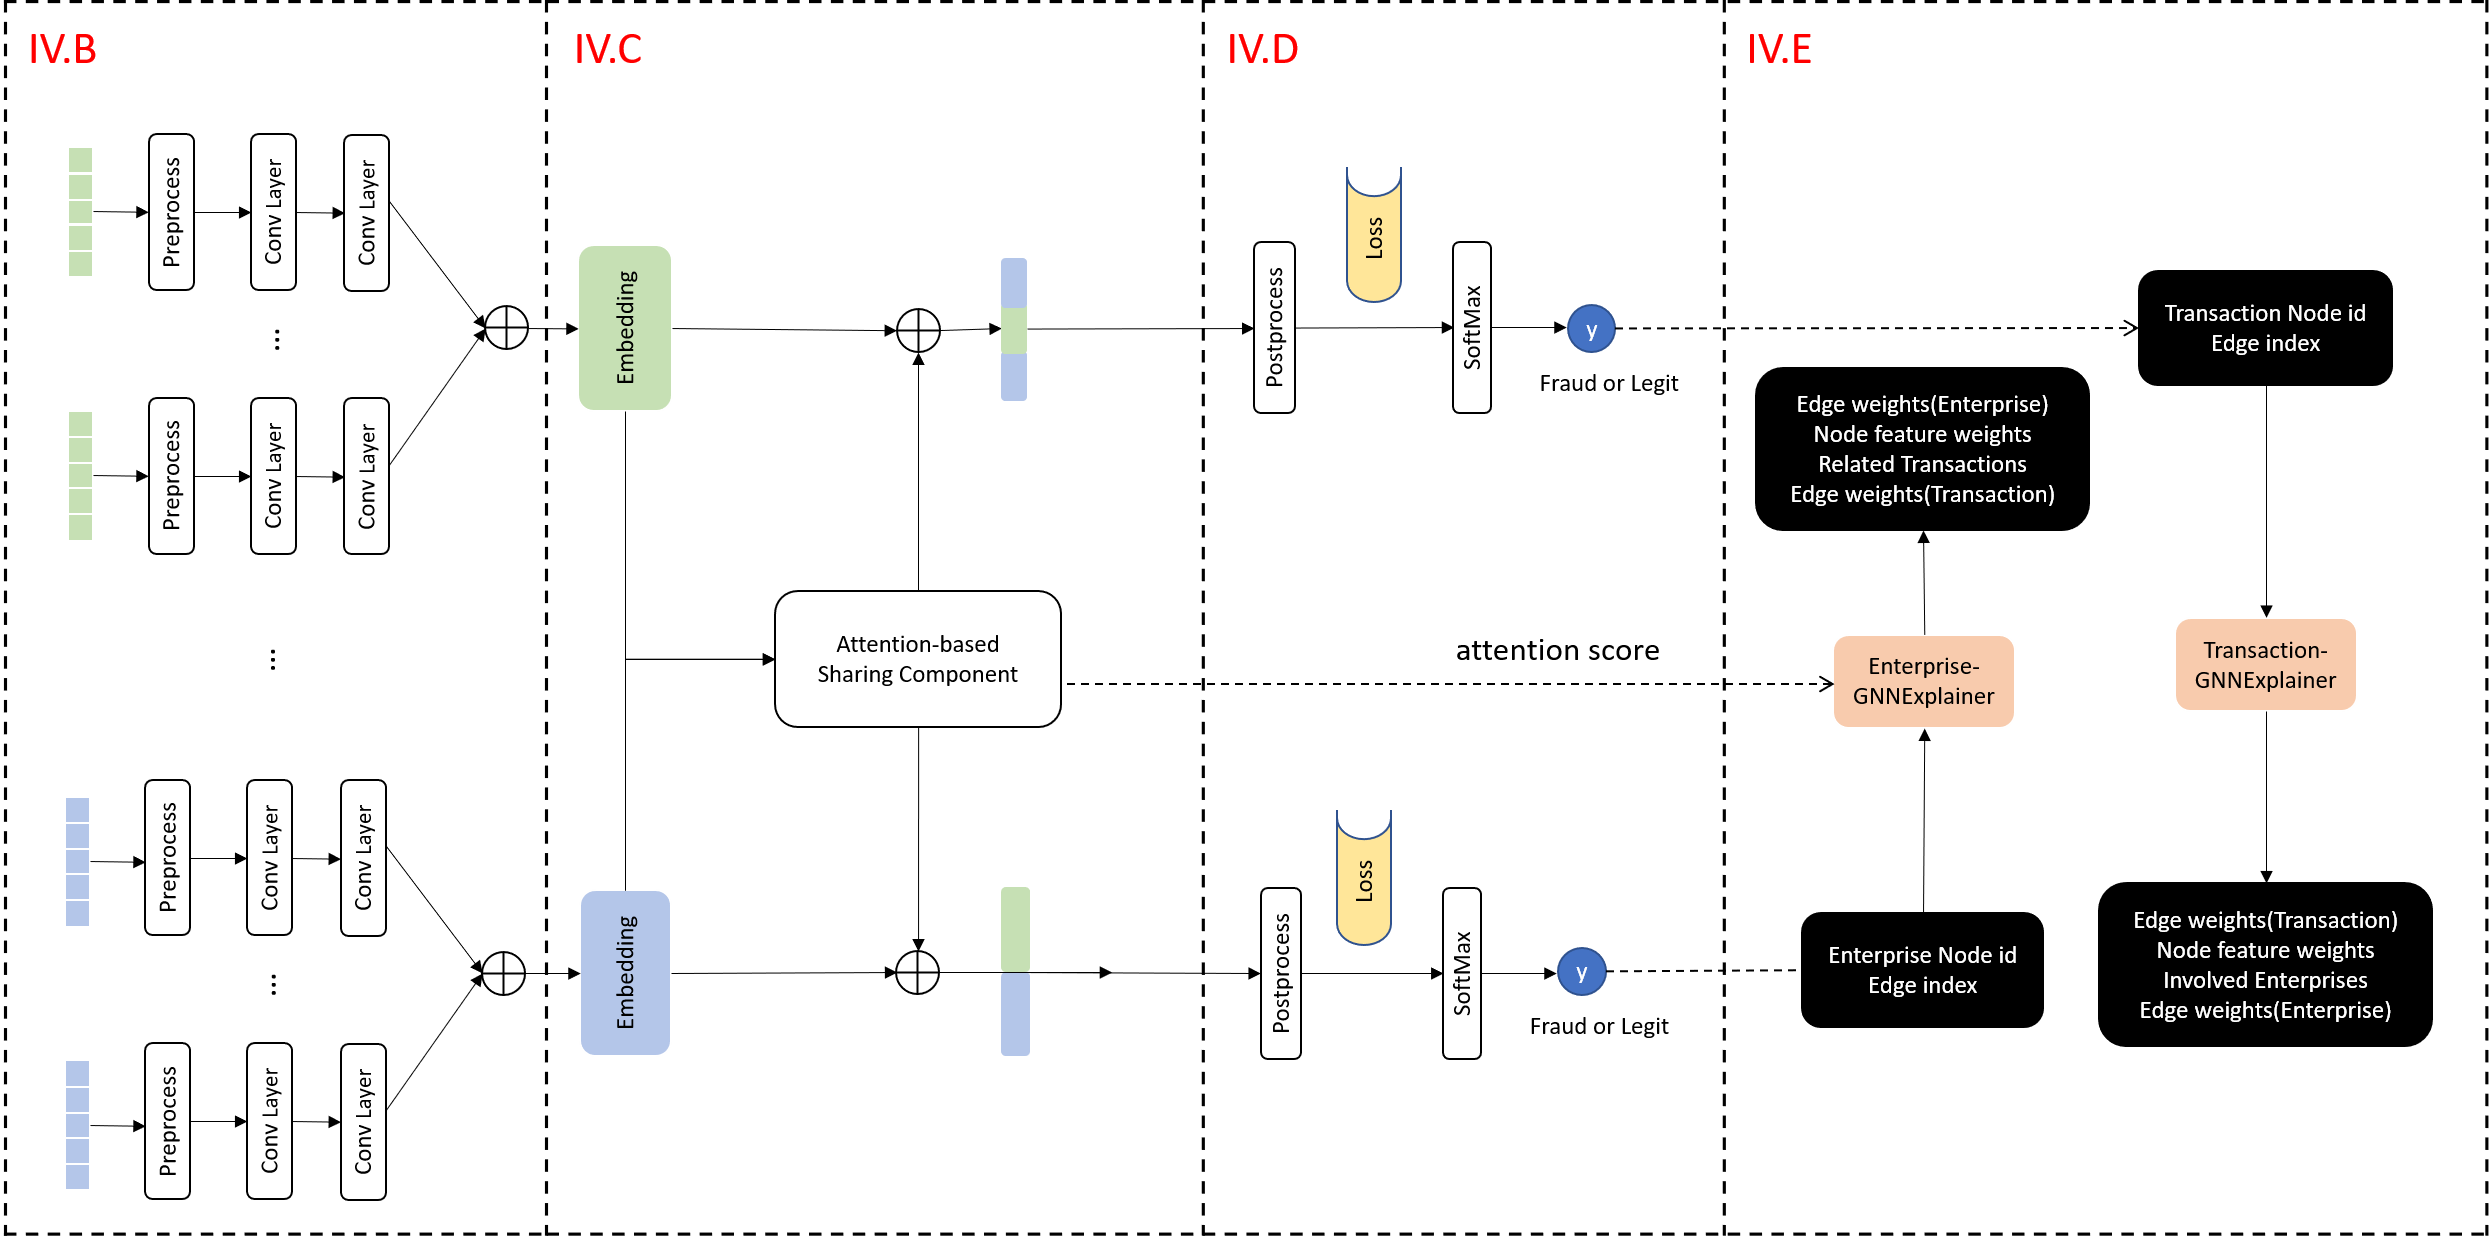 IV.B
Preprocess
Conv Layer
Conv Layer
...
Preprocess
Conv Layer
Conv Layer
...
Preprocess
Conv Layer
Conv Layer
...
Preprocess
Conv Layer
Conv Layer
IV.C
Embedding
Attention-based
Sharing Component
Embedding
IV.D
Loss
Postprocess
SoftMax
y
Fraud or Legit
attention score
Loss
Postprocess
SoftMax
y
Fraud or Legit
IV.E
Transaction Node id
Edge index
Edge weights(Enterprise)
Node feature weights
Related Transactions
Edge weights(Transaction)
Enterprise-
GNNExplainer
Transaction-
GNNExplainer
Enterprise Node id
Edge index
Edge weights(Transaction)
Node feature weights
Involved Enterprises
Edge weights(Enterprise)